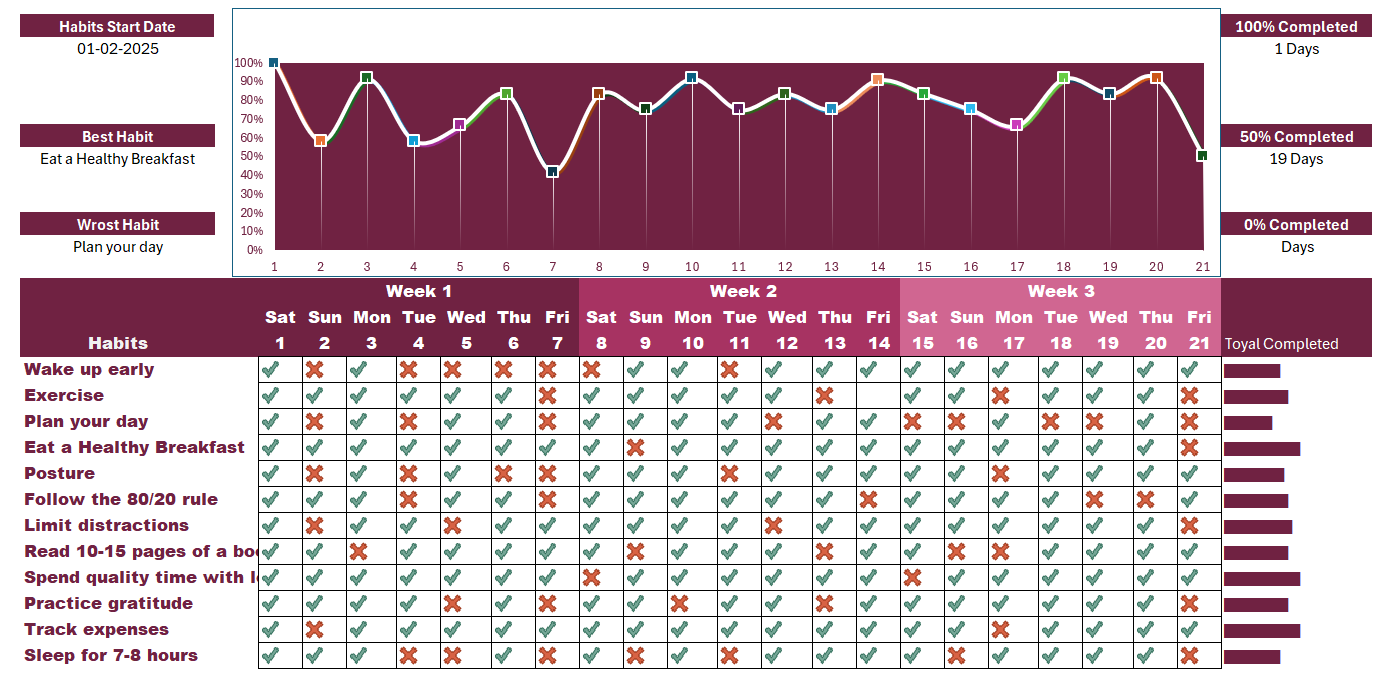 Habits Start Date
01-02-2025
Best Habit
Eat a Healthy Breakfast
Wrost Habit
Plan your day
100%
90%
80%
70%
60%
50%
40%
30%
20%
10%
0%
1 2 3 4 5 6 7 8 9 10 11 12 13 14 15 16 17 18 19 20 21
100% Completed
1 Days
50% Completed
19 Days
0% Completed
Days
Week 1 Week 2 Week 3
Sat Sun Mon Tue Wed Thu Fri Sat Sun Mon Tue Wed Thu Fri Sat Sun Mon Tue Wed Thu Fri
Habits 1 2 3 4 5 6 7 8 9 10 11 12 13 14 15 16 17 18 19 20 21 Toyal Completed
Wake up early
Exercise
Plan your day
Eat a Healthy Breakfast
Posture
Follow the 80/20 rule
Limit distractions
Read 10-15 pages of a boo
Spend quality time with l
Practice gratitude
Track expenses
Sleep for 7-8 hours